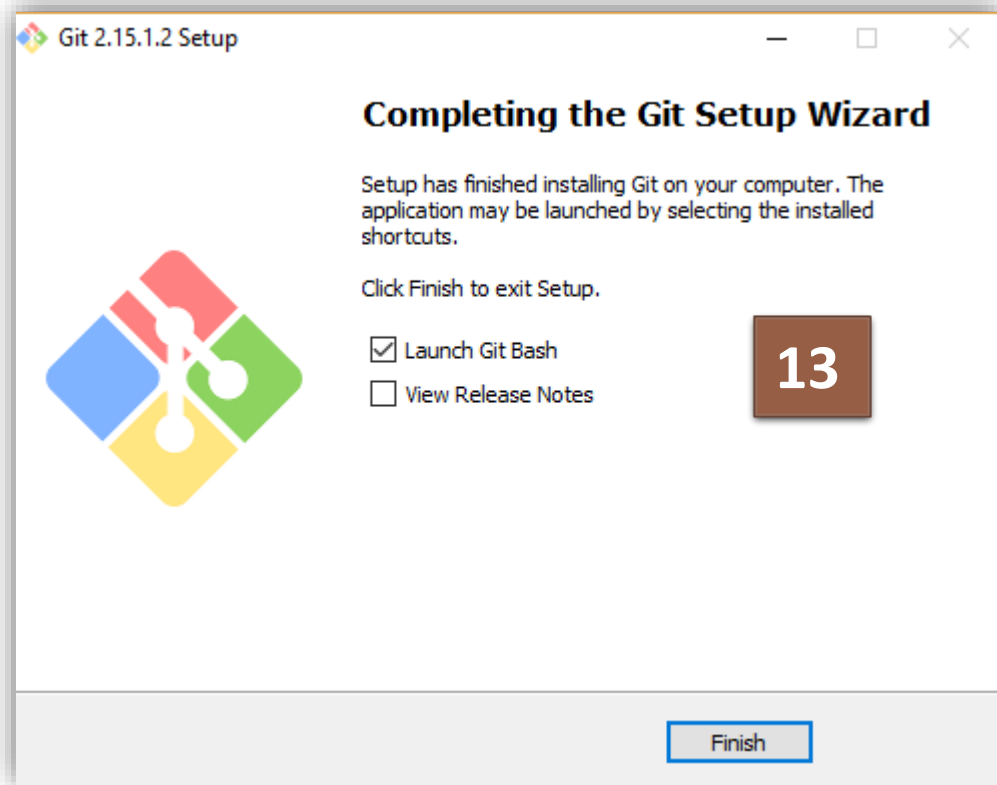 Git 2.15.1.2 Setup
Completing the Git Setup Wizard
Setup has finished installing Git on your computer. The
application may be launched by selecting the installed
shortcuts.
Click Finish to exit Setup.
Launch Git Bash
13
View Release Notes
Finish